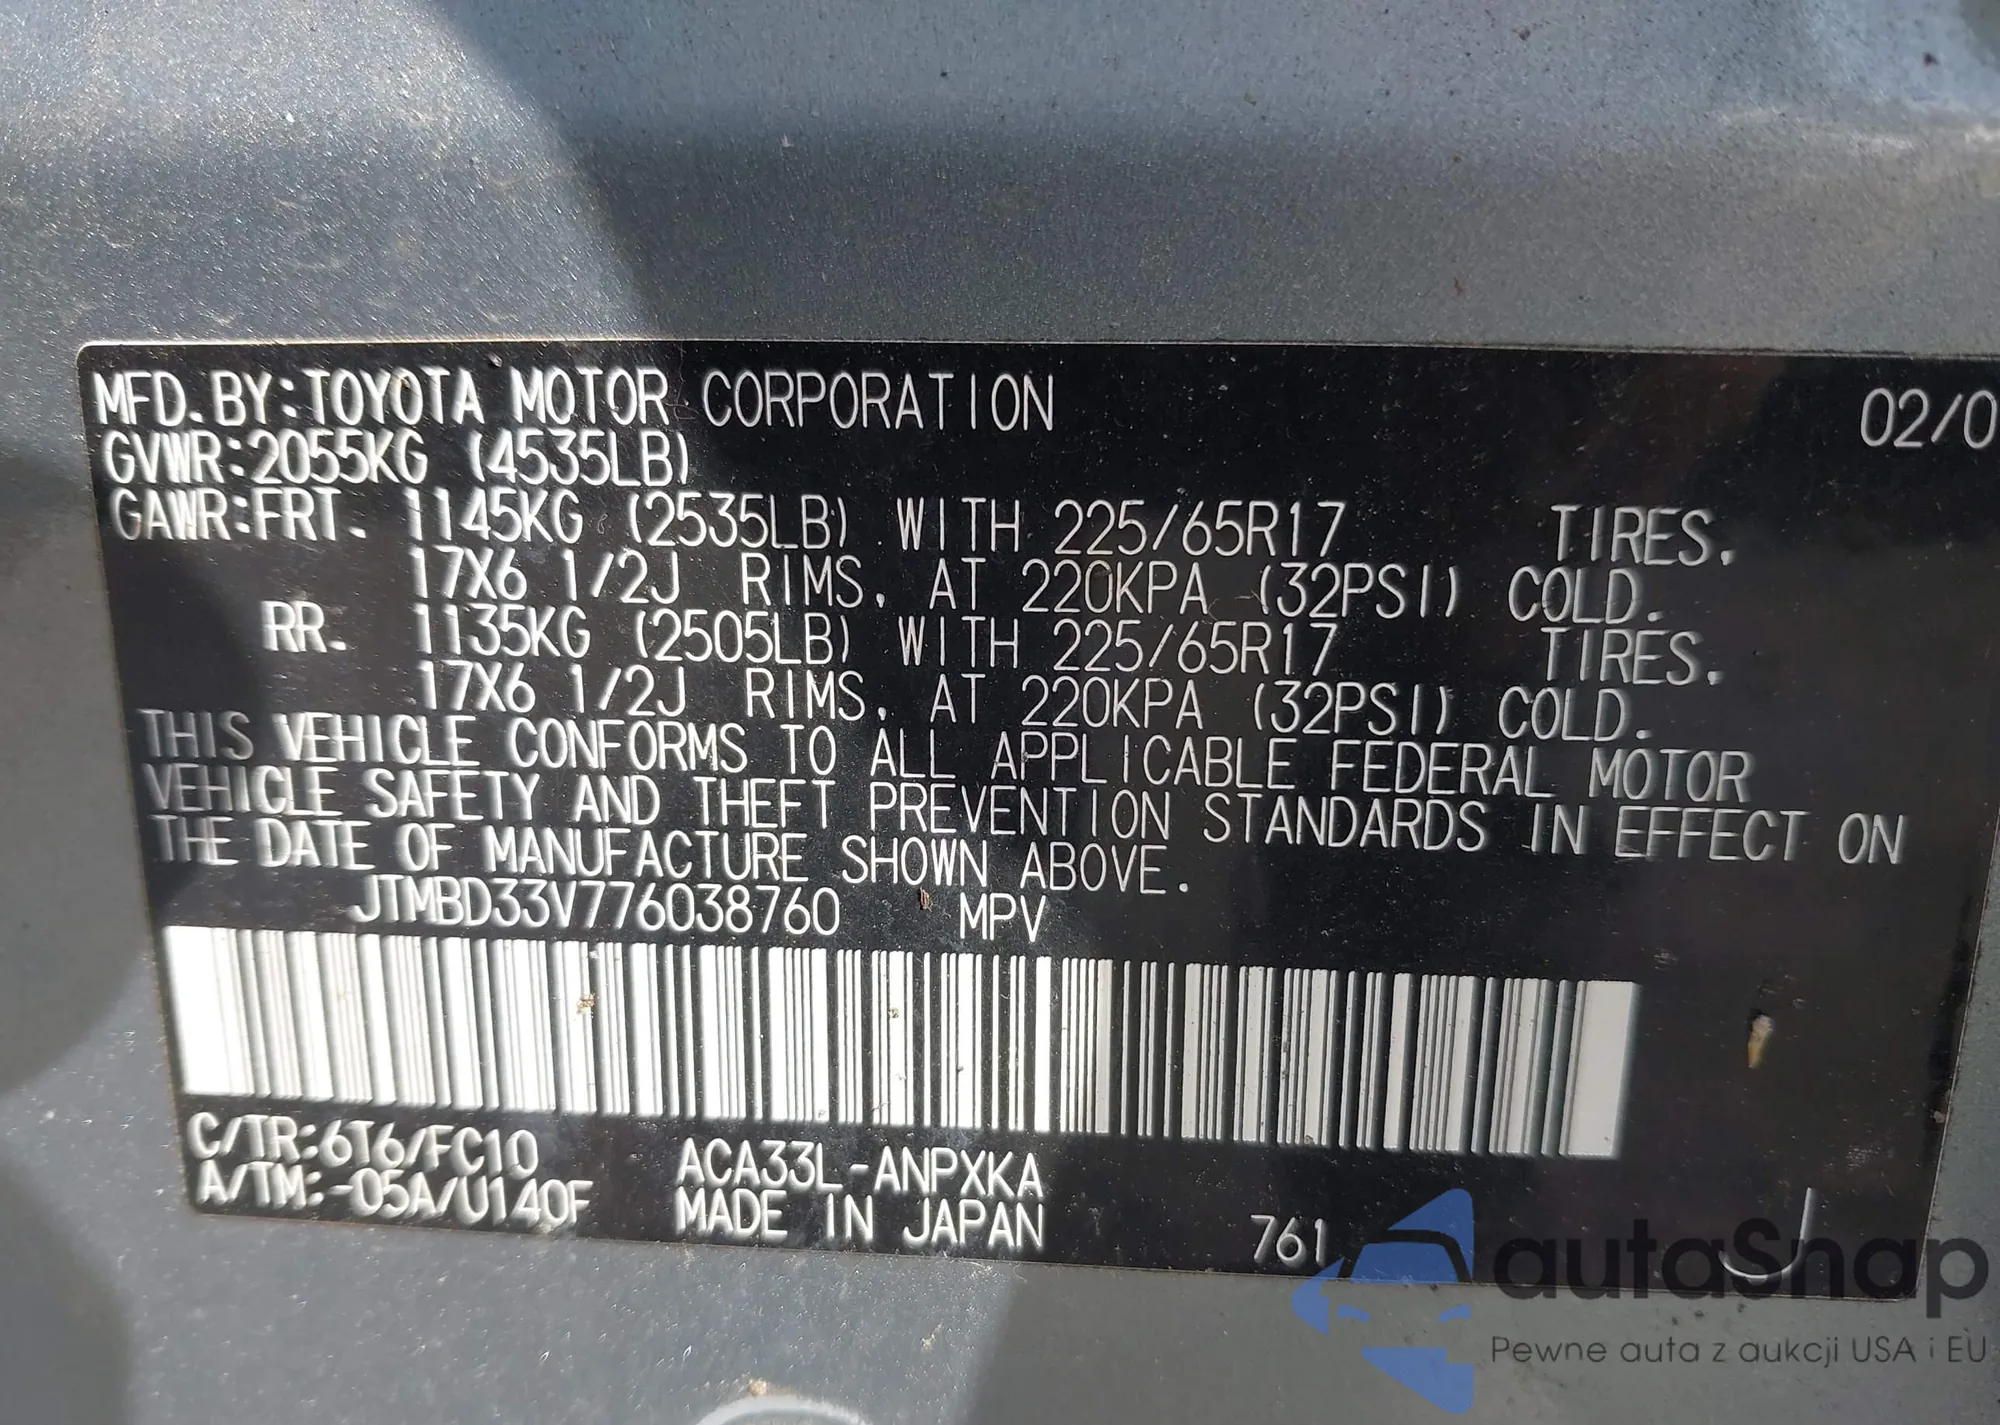 MFD. BY: TOYOTA MOTOR CORPORATION 02/0
GVWR: 2055KG (4535LB)
GAWR: FRT. 1145KG (2535LB) WITH 225/65R17 TIRES.
17X6 1/2J RIMS. AT 220KPA (32PSI) COLD.
RR. 1135KG (2505LB) WITH 225/65R17 TIRES.
17X6 1/2J RIMS. AT 220KPA (32PSI) COLD.
THIS VEHICLE CONFORMS TO ALL APPLICABLE FEDERAL MOTOR
VEHICLE SAFETY AND THEFT PREVENTION STANDARDS IN EFFECT ON
THE DATE OF MANUFACTURE SHOWN ABOVE.
JTMBD33V776038760 MPV
C/TR: 6T6/FC10 ACA33L-ANPXKA
A/TM: -05A/U140F MADE IN JAPAN 761 J
autaSnap
Pewne auta z aukcji USA i EU